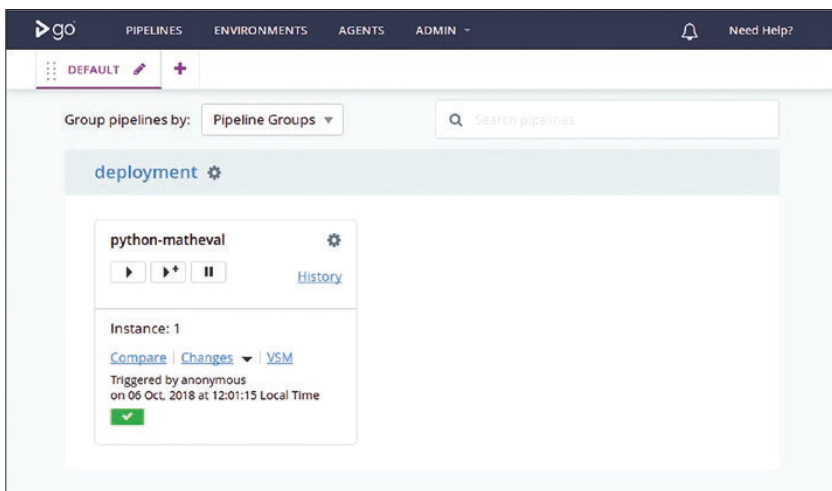 go PIPELINES ENVIRONMENTS AGENTS ADMIN Need Help?
DEFAULT +
Group pipelines by: Pipeline Groups Search pipelines
deployment
python-matheval
History
Instance: 1
Compare | Changes | VSM
Triggered by anonymous
on 06 Oct, 2018 at 12:01:15 Local Time